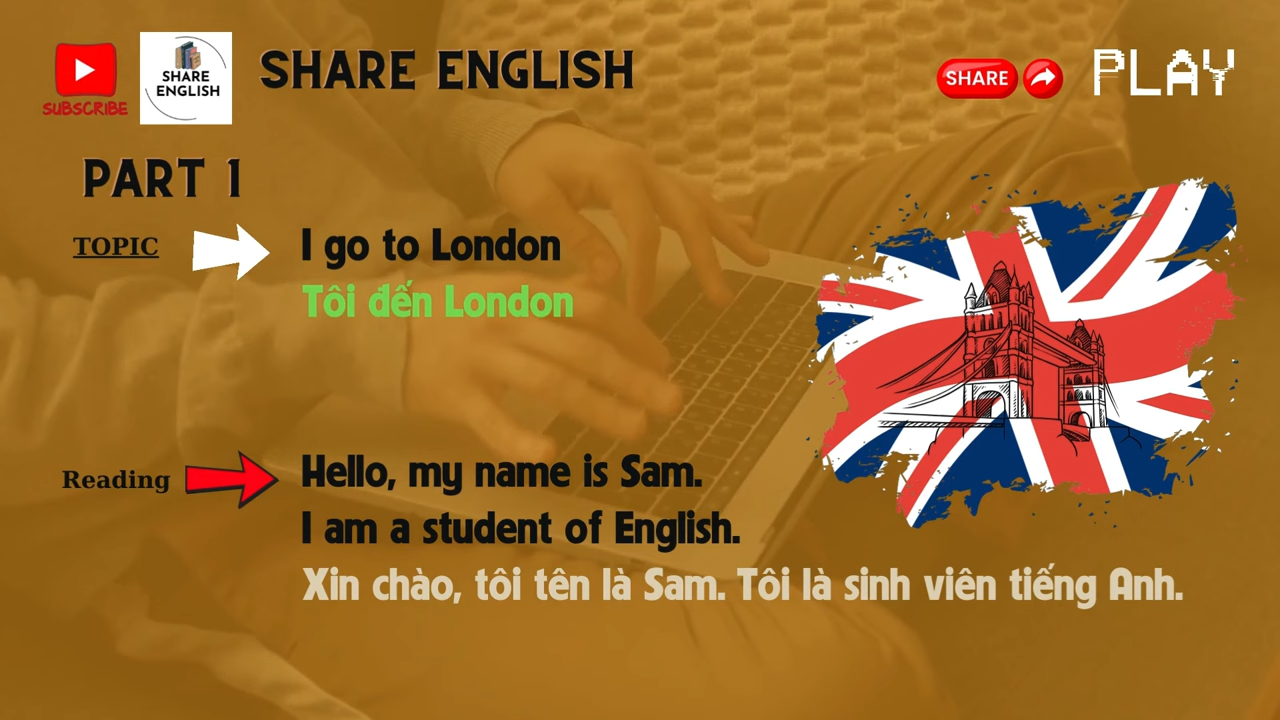 SUBSCRIBE
SHARE
ENGLISH
SHARE ENGLISH
SHARE
PLAY
PART 1
TOPIC
I go to London
Tôi đến London
Reading
Hello, my name is Sam.
I am a student of English.
Xin chào, tôi tên là Sam. Tôi là sinh viên tiếng Anh.